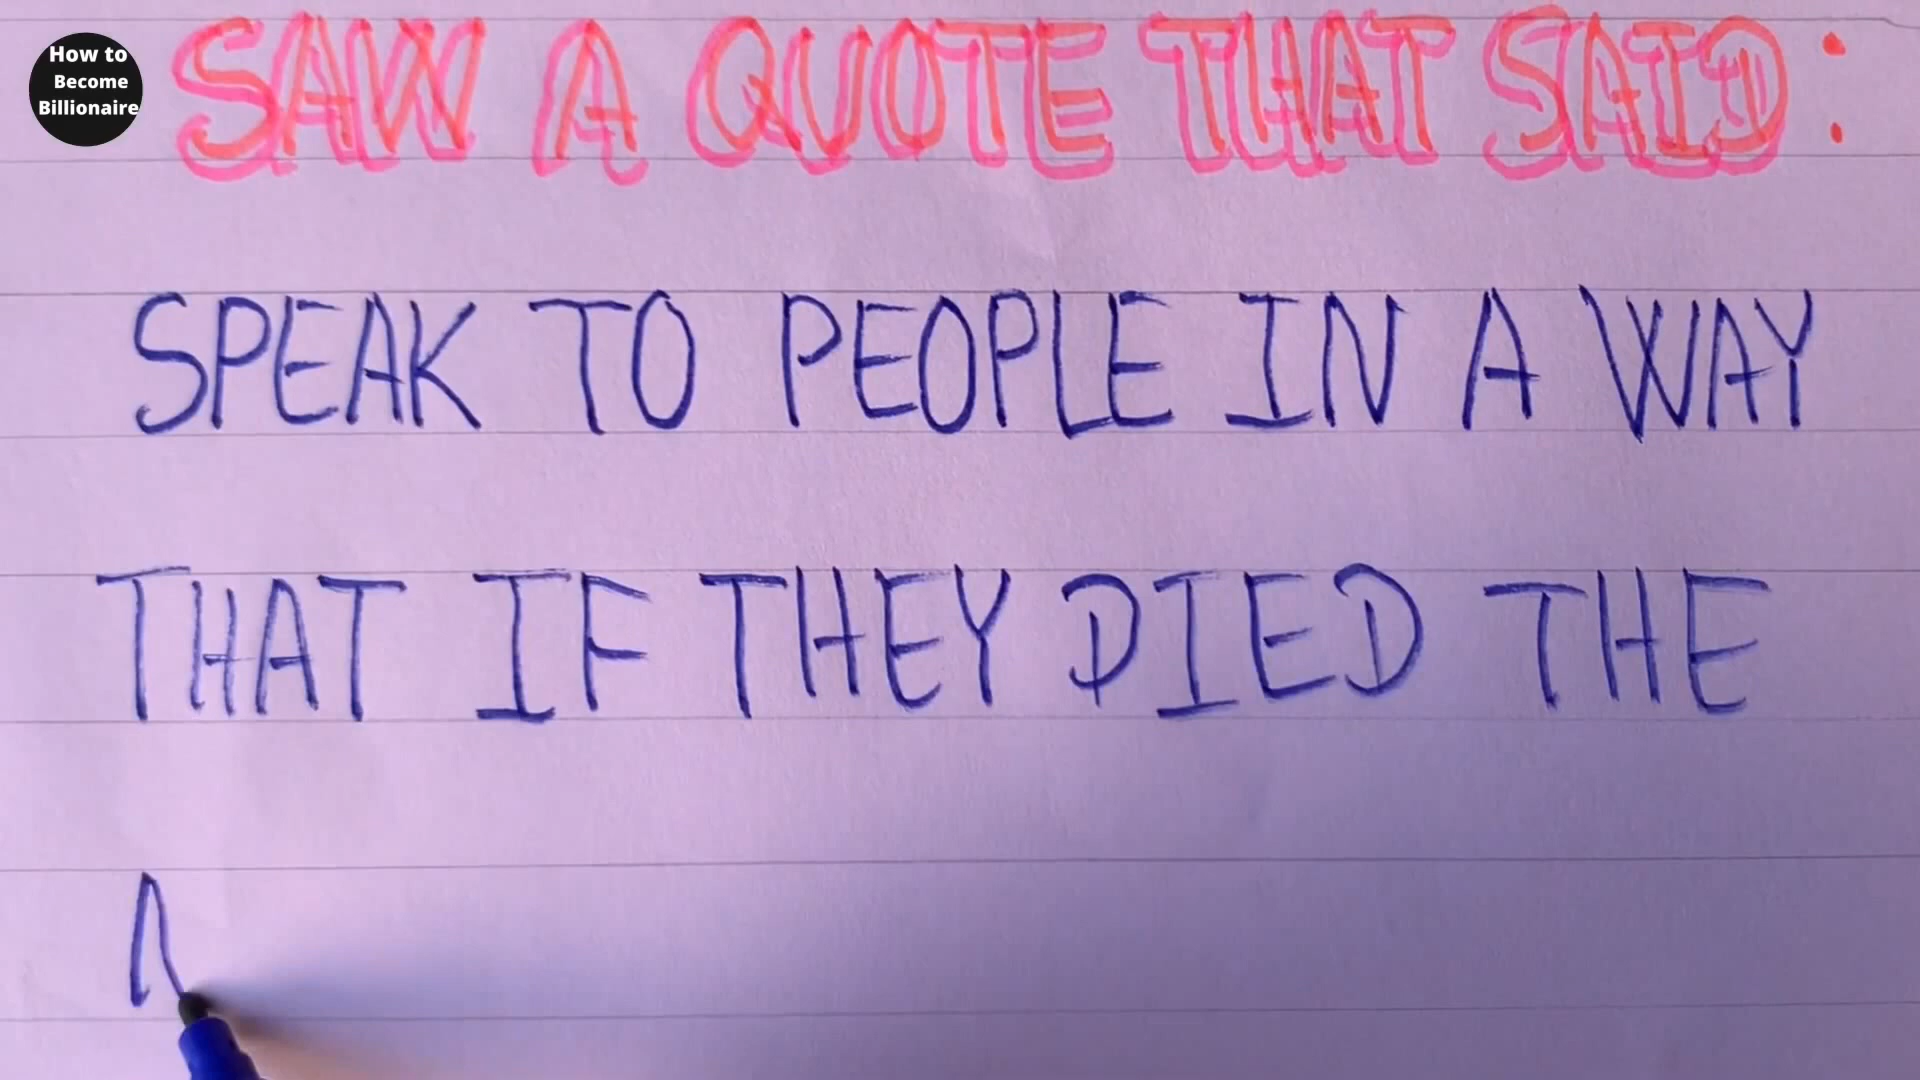 How to
Become
Billionaire
SAW A QUOTE THAT SAID:
SPEAK TO PEOPLE IN A WAY
THAT IF THEY DIED THE